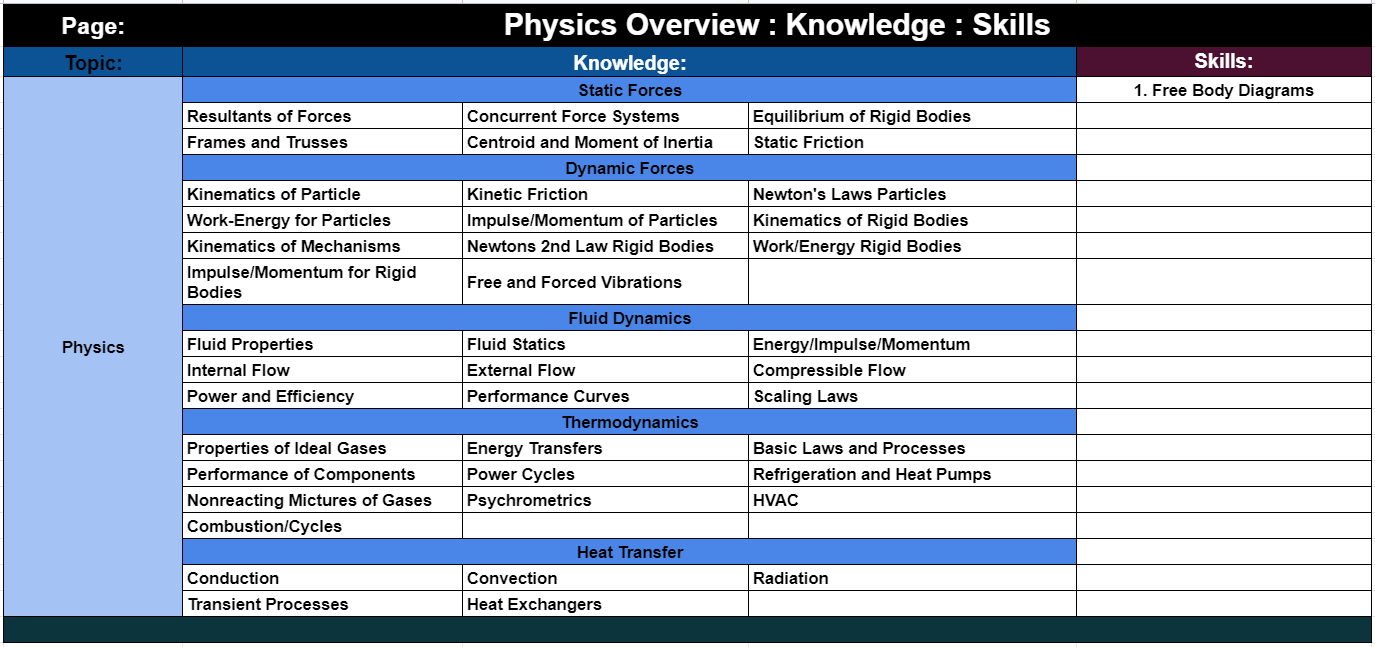 Page: Physics Overview : Knowledge : Skills
Topic: Knowledge: Skills:
Static Forces 1. Free Body Diagrams
Resultants of Forces Concurrent Force Systems Equilibrium of Rigid Bodies
Frames and Trusses Centroid and Moment of Inertia Static Friction
Dynamic Forces
Kinematics of Particle Kinetic Friction Newton's Laws Particles
Work-Energy for Particles Impulse/Momentum of Particles Kinematics of Rigid Bodies
Kinematics of Mechanisms Newtons 2nd Law Rigid Bodies Work/Energy Rigid Bodies
Impulse/Momentum for Rigid
Bodies Free and Forced Vibrations
Fluid Dynamics
Physics
Fluid Properties Fluid Statics Energy/Impulse/Momentum
Internal Flow External Flow Compressible Flow
Power and Efficiency Performance Curves Scaling Laws
Thermodynamics
Properties of Ideal Gases Energy Transfers Basic Laws and Processes
Performance of Components Power Cycles Refrigeration and Heat Pumps
Nonreacting Mictures of Gases Psychrometrics HVAC
Combustion/Cycles
Heat Transfer
Conduction Convection Radiation
Transient Processes Heat Exchangers